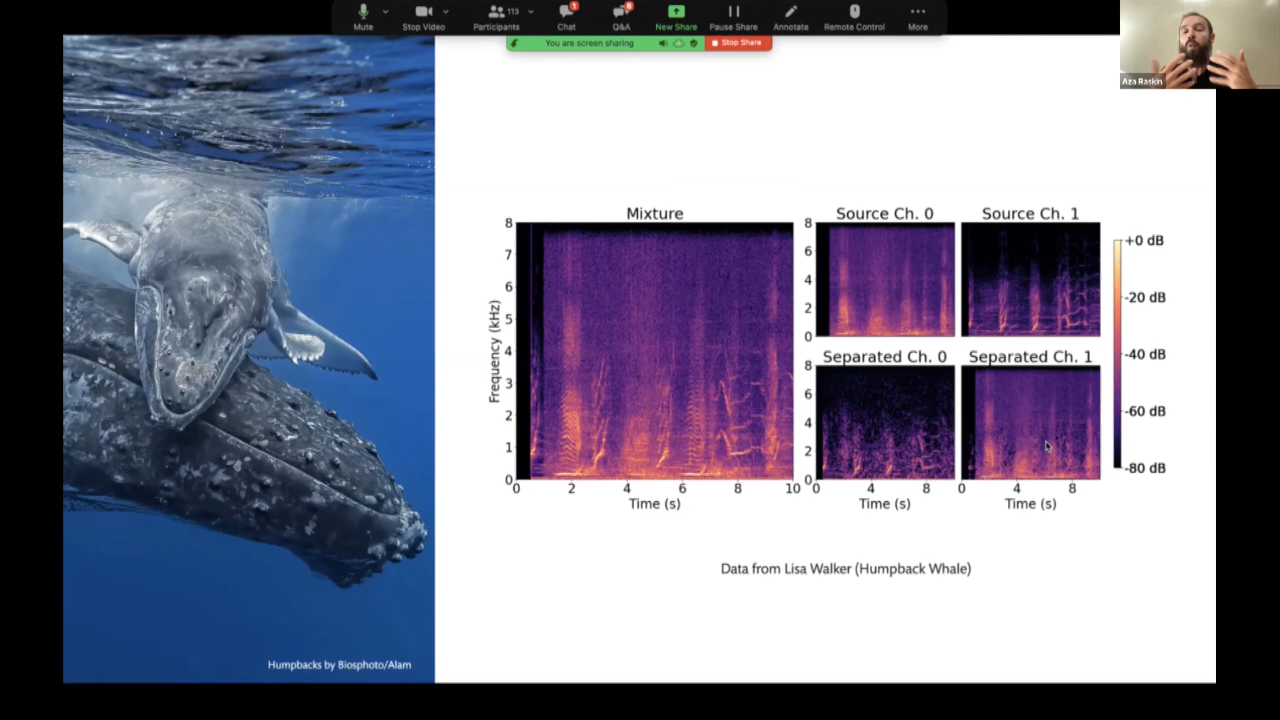 Mute
Stop Video
113
Participants
1
Chat
8
Q&A
New Share
Pause Share
Annotate
Remote Control
More
You are screen sharing
Stop Share
Aza Raskin
Mixture
Source Ch. 0
Source Ch. 1
Separated Ch. 0
Separated Ch. 1
Frequency (kHz)
8
7
6
5
4
3
2
1
0
0 2 4 6 8 10
Time (s)
8
6
4
2
0
8
6
4
2
0
0 4 8
Time (s)
0 4 8
Time (s)
+0 dB
-20 dB
-40 dB
-60 dB
-80 dB
Data from Lisa Walker (Humpback Whale)
Humpbacks by Biosphoto/Alam